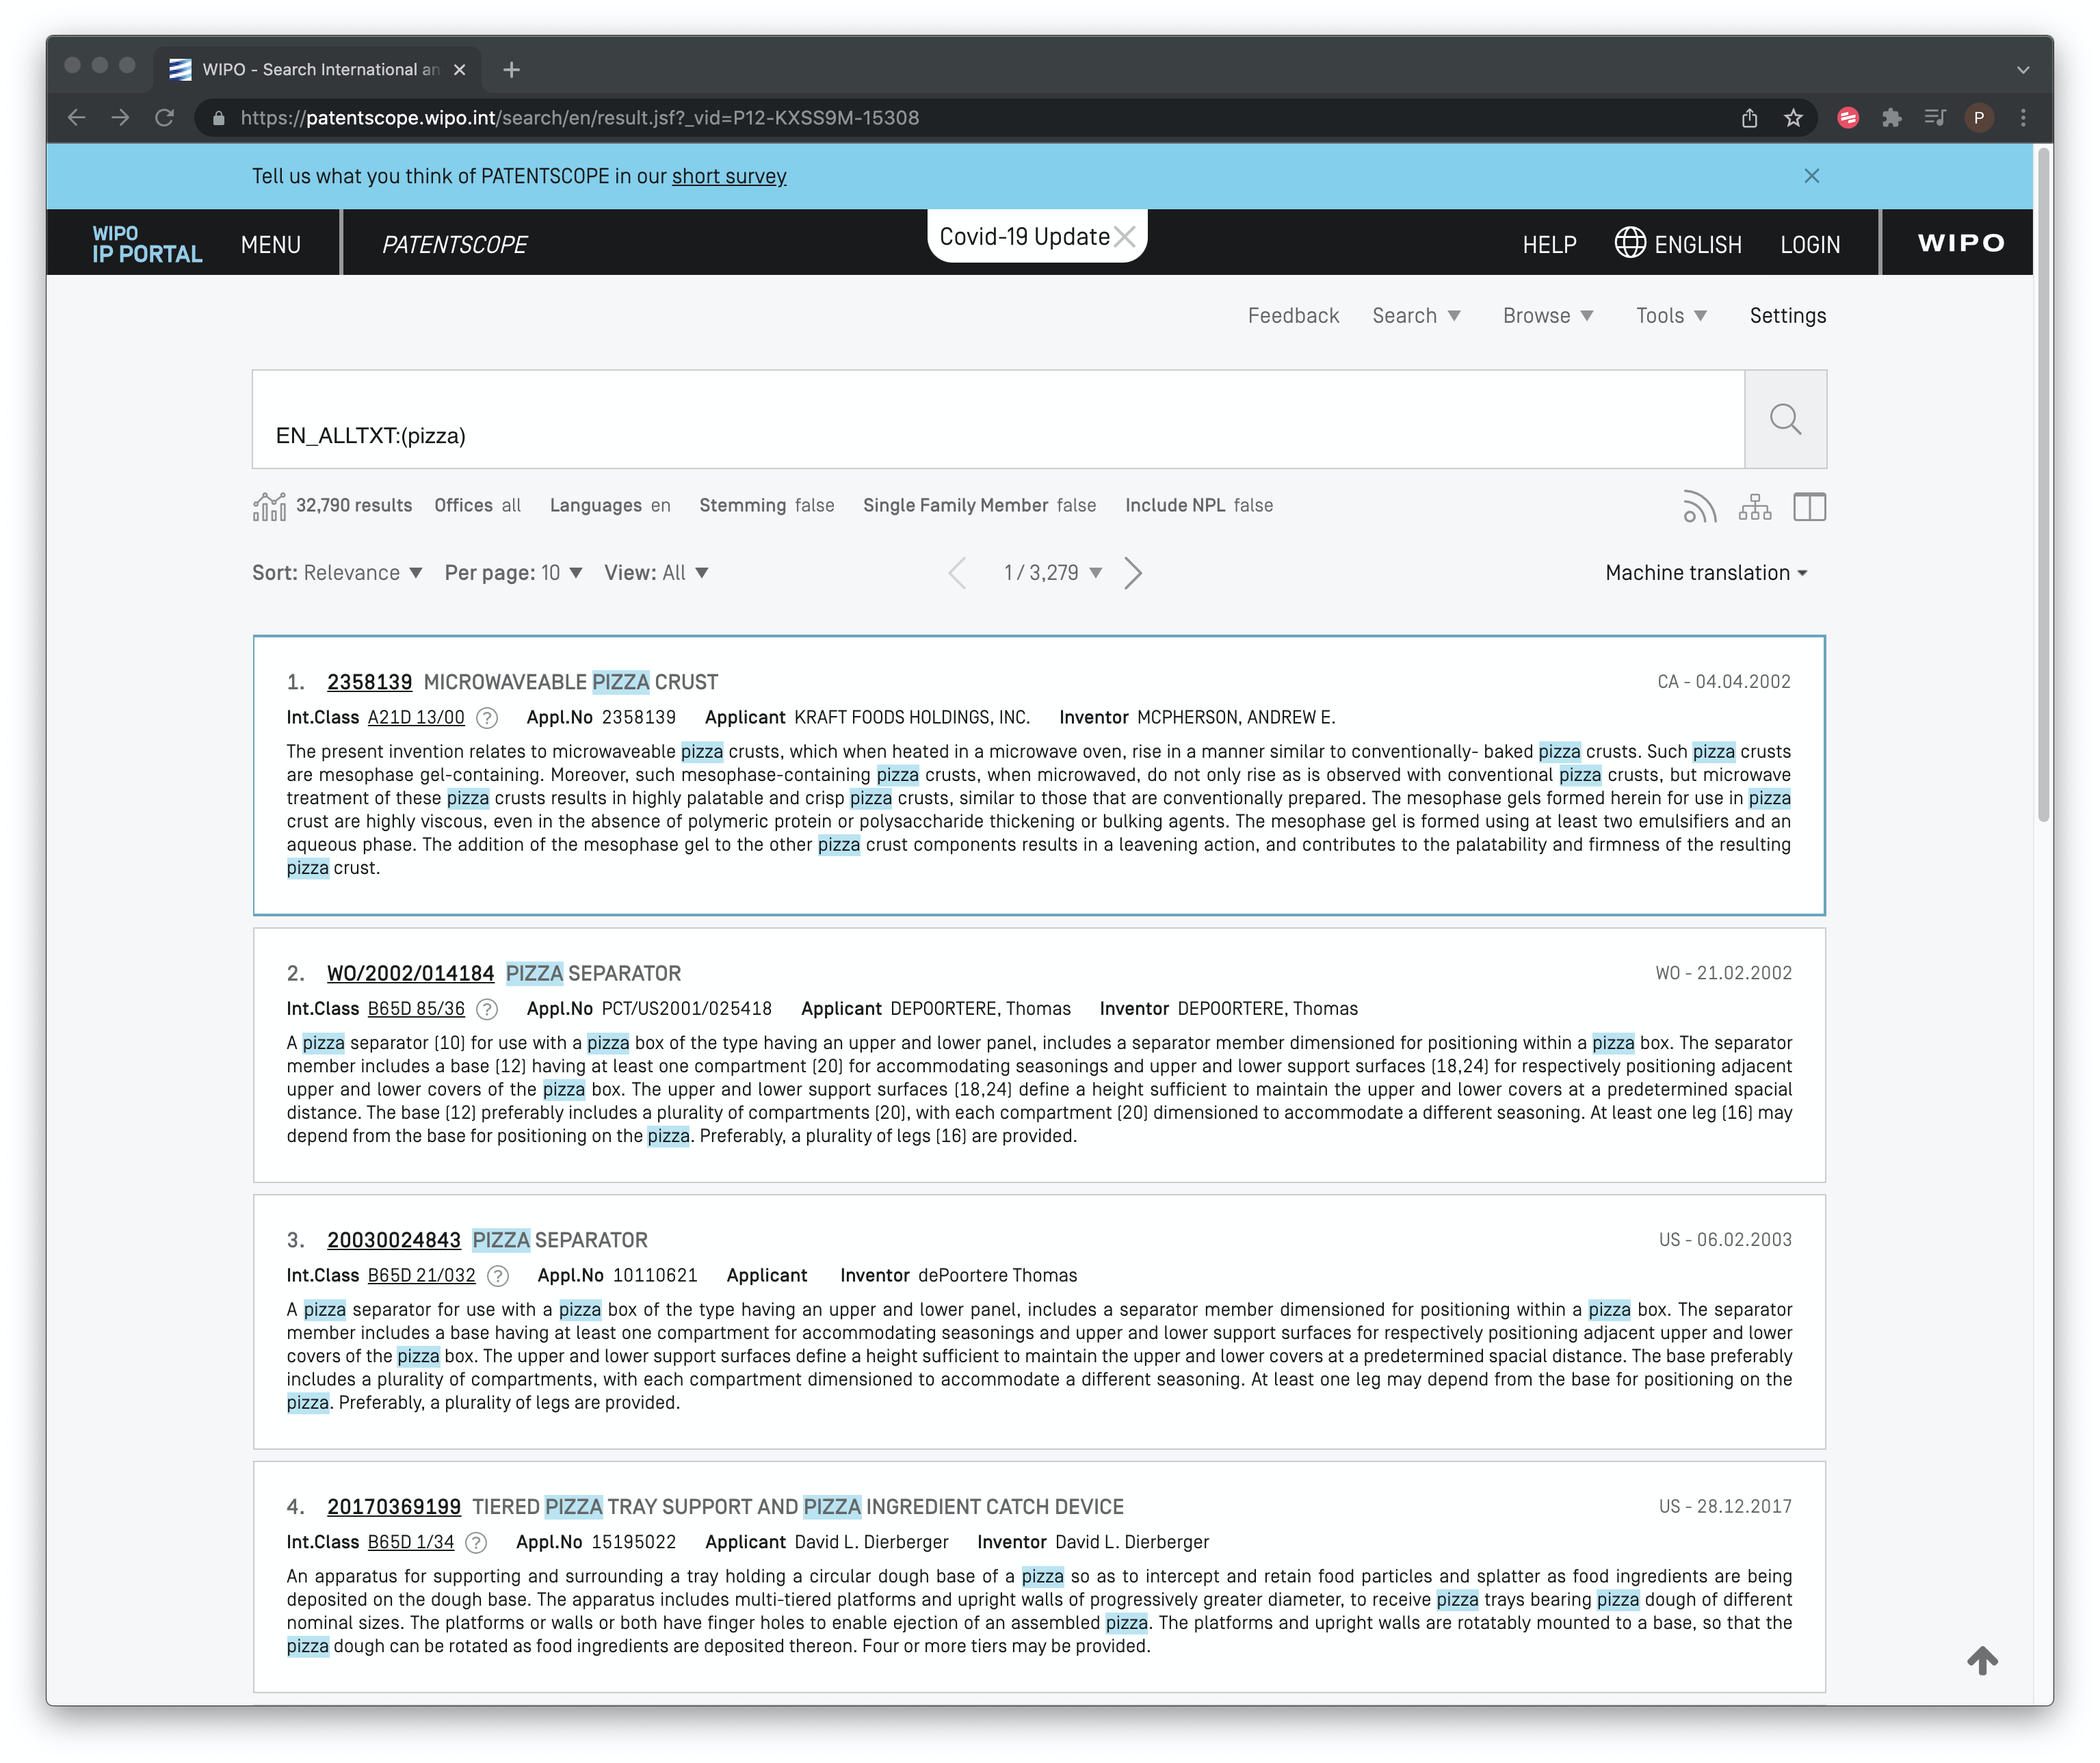 WIPO - Search International an
https://patentscope.wipo.int/search/en/result.jsf?_vid=P12-KXSS9M-15308
P
Tell us what you think of PATENTSCOPE in our short survey
WIPO
IP PORTAL
MENU
PATENTSCOPE
Covid-19 Update
HELP
ENGLISH
LOGIN
WIPO
Feedback Search Browse Tools Settings
EN_ALLTXT:(pizza)
32,790 results Offices all Languages en Stemming false Single Family Member false Include NPL false
Sort: Relevance Per page: 10 View: All 1 / 3,279 Machine translation
1. 2358139 MICROWAVEABLE PIZZA CRUST CA - 04.04.2002
Int.Class A21D 13/00 ? Appl.No 2358139 Applicant KRAFT FOODS HOLDINGS, INC. Inventor MCPHERSON, ANDREW E.
The present invention relates to microwaveable pizza crusts, which when heated in a microwave oven, rise in a manner similar to conventionally- baked pizza crusts. Such pizza crusts
are mesophase gel-containing. Moreover, such mesophase-containing pizza crusts, when microwaved, do not only rise as is observed with conventional pizza crusts, but microwave
treatment of these pizza crusts results in highly palatable and crisp pizza crusts, similar to those that are conventionally prepared. The mesophase gels formed herein for use in pizza
crust are highly viscous, even in the absence of polymeric protein or polysaccharide thickening or bulking agents. The mesophase gel is formed using at least two emulsifiers and an
aqueous phase. The addition of the mesophase gel to the other pizza crust components results in a leavening action, and contributes to the palatability and firmness of the resulting
pizza crust.
2. WO/2002/014184 PIZZA SEPARATOR WO - 21.02.2002
Int.Class B65D 85/36 ? Appl.No PCT/US2001/025418 Applicant DEPOORTERE, Thomas Inventor DEPOORTERE, Thomas
A pizza separator (10) for use with a pizza box of the type having an upper and lower panel, includes a separator member dimensioned for positioning within a pizza box. The separator
member includes a base (12) having at least one compartment (20) for accommodating seasonings and upper and lower support surfaces (18,24) for respectively positioning adjacent
upper and lower covers of the pizza box. The upper and lower support surfaces (18,24) define a height sufficient to maintain the upper and lower covers at a predetermined spacial
distance. The base (12) preferably includes a plurality of compartments (20), with each compartment (20) dimensioned to accommodate a different seasoning. At least one leg (16) may
depend from the base for positioning on the pizza. Preferably, a plurality of legs (16) are provided.
3. 20030024843 PIZZA SEPARATOR US - 06.02.2003
Int.Class B65D 21/032 ? Appl.No 10110621 Applicant Inventor dePoortere Thomas
A pizza separator for use with a pizza box of the type having an upper and lower panel, includes a separator member dimensioned for positioning within a pizza box. The separator
member includes a base having at least one compartment for accommodating seasonings and upper and lower support surfaces for respectively positioning adjacent upper and lower
covers of the pizza box. The upper and lower support surfaces define a height sufficient to maintain the upper and lower covers at a predetermined spacial distance. The base preferably
includes a plurality of compartments, with each compartment dimensioned to accommodate a different seasoning. At least one leg may depend from the base for positioning on the
pizza. Preferably, a plurality of legs are provided.
4. 20170369199 TIERED PIZZA TRAY SUPPORT AND PIZZA INGREDIENT CATCH DEVICE US - 28.12.2017
Int.Class B65D 1/34 ? Appl.No 15195022 Applicant David L. Dierberger Inventor David L. Dierberger
An apparatus for supporting and surrounding a tray holding a circular dough base of a pizza so as to intercept and retain food particles and splatter as food ingredients are being
deposited on the dough base. The apparatus includes multi-tiered platforms and upright walls of progressively greater diameter, to receive pizza trays bearing pizza dough of different
nominal sizes. The platforms or walls or both have finger holes to enable ejection of an assembled pizza. The platforms and upright walls are rotatably mounted to a base, so that the
pizza dough can be rotated as food ingredients are deposited thereon. Four or more tiers may be provided.